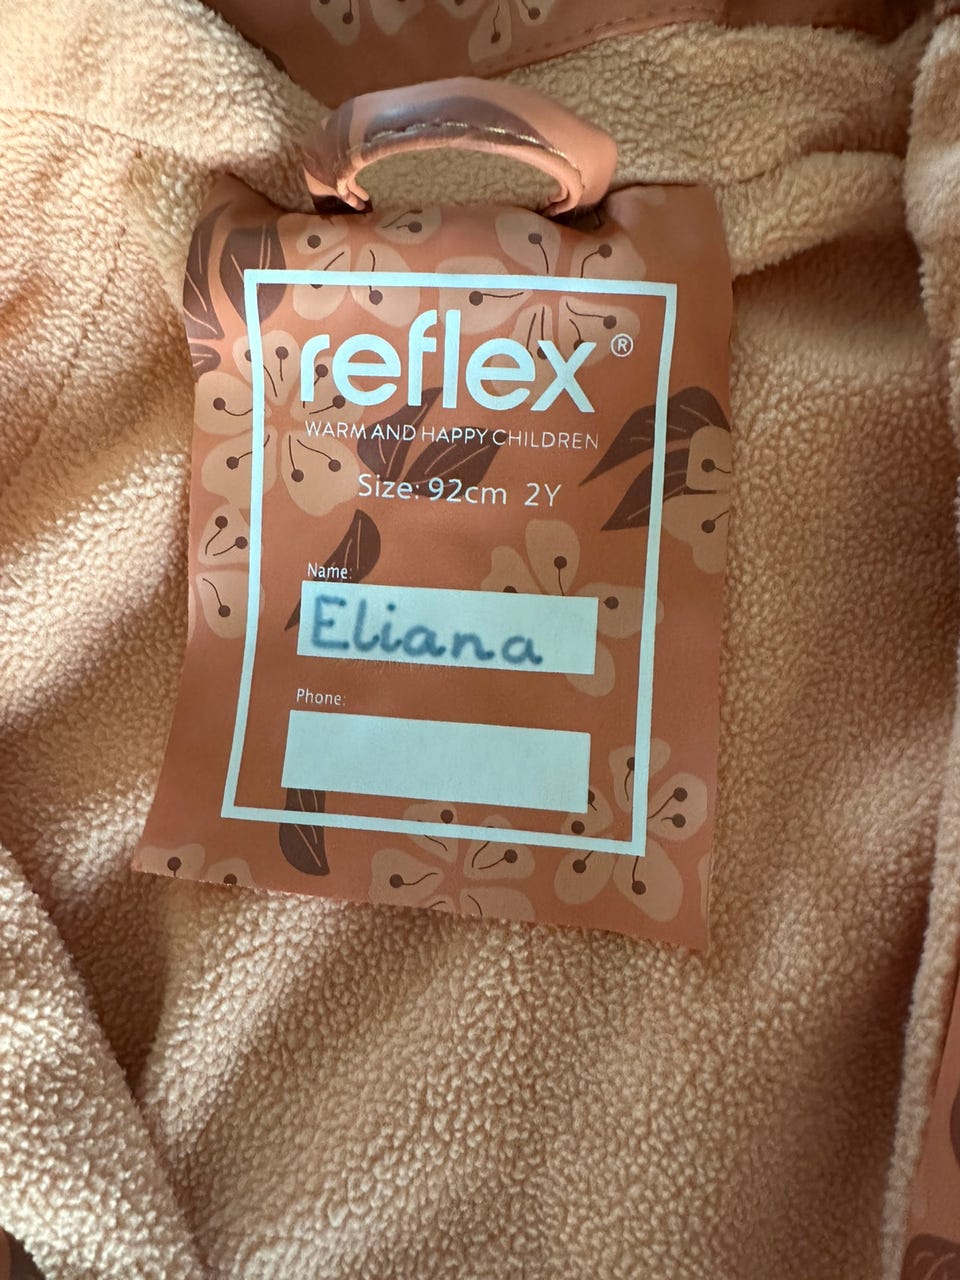 reflex®
WARM AND HAPPY CHILDREN
Size: 92cm 2Y
Name:
Eliana
Phone: